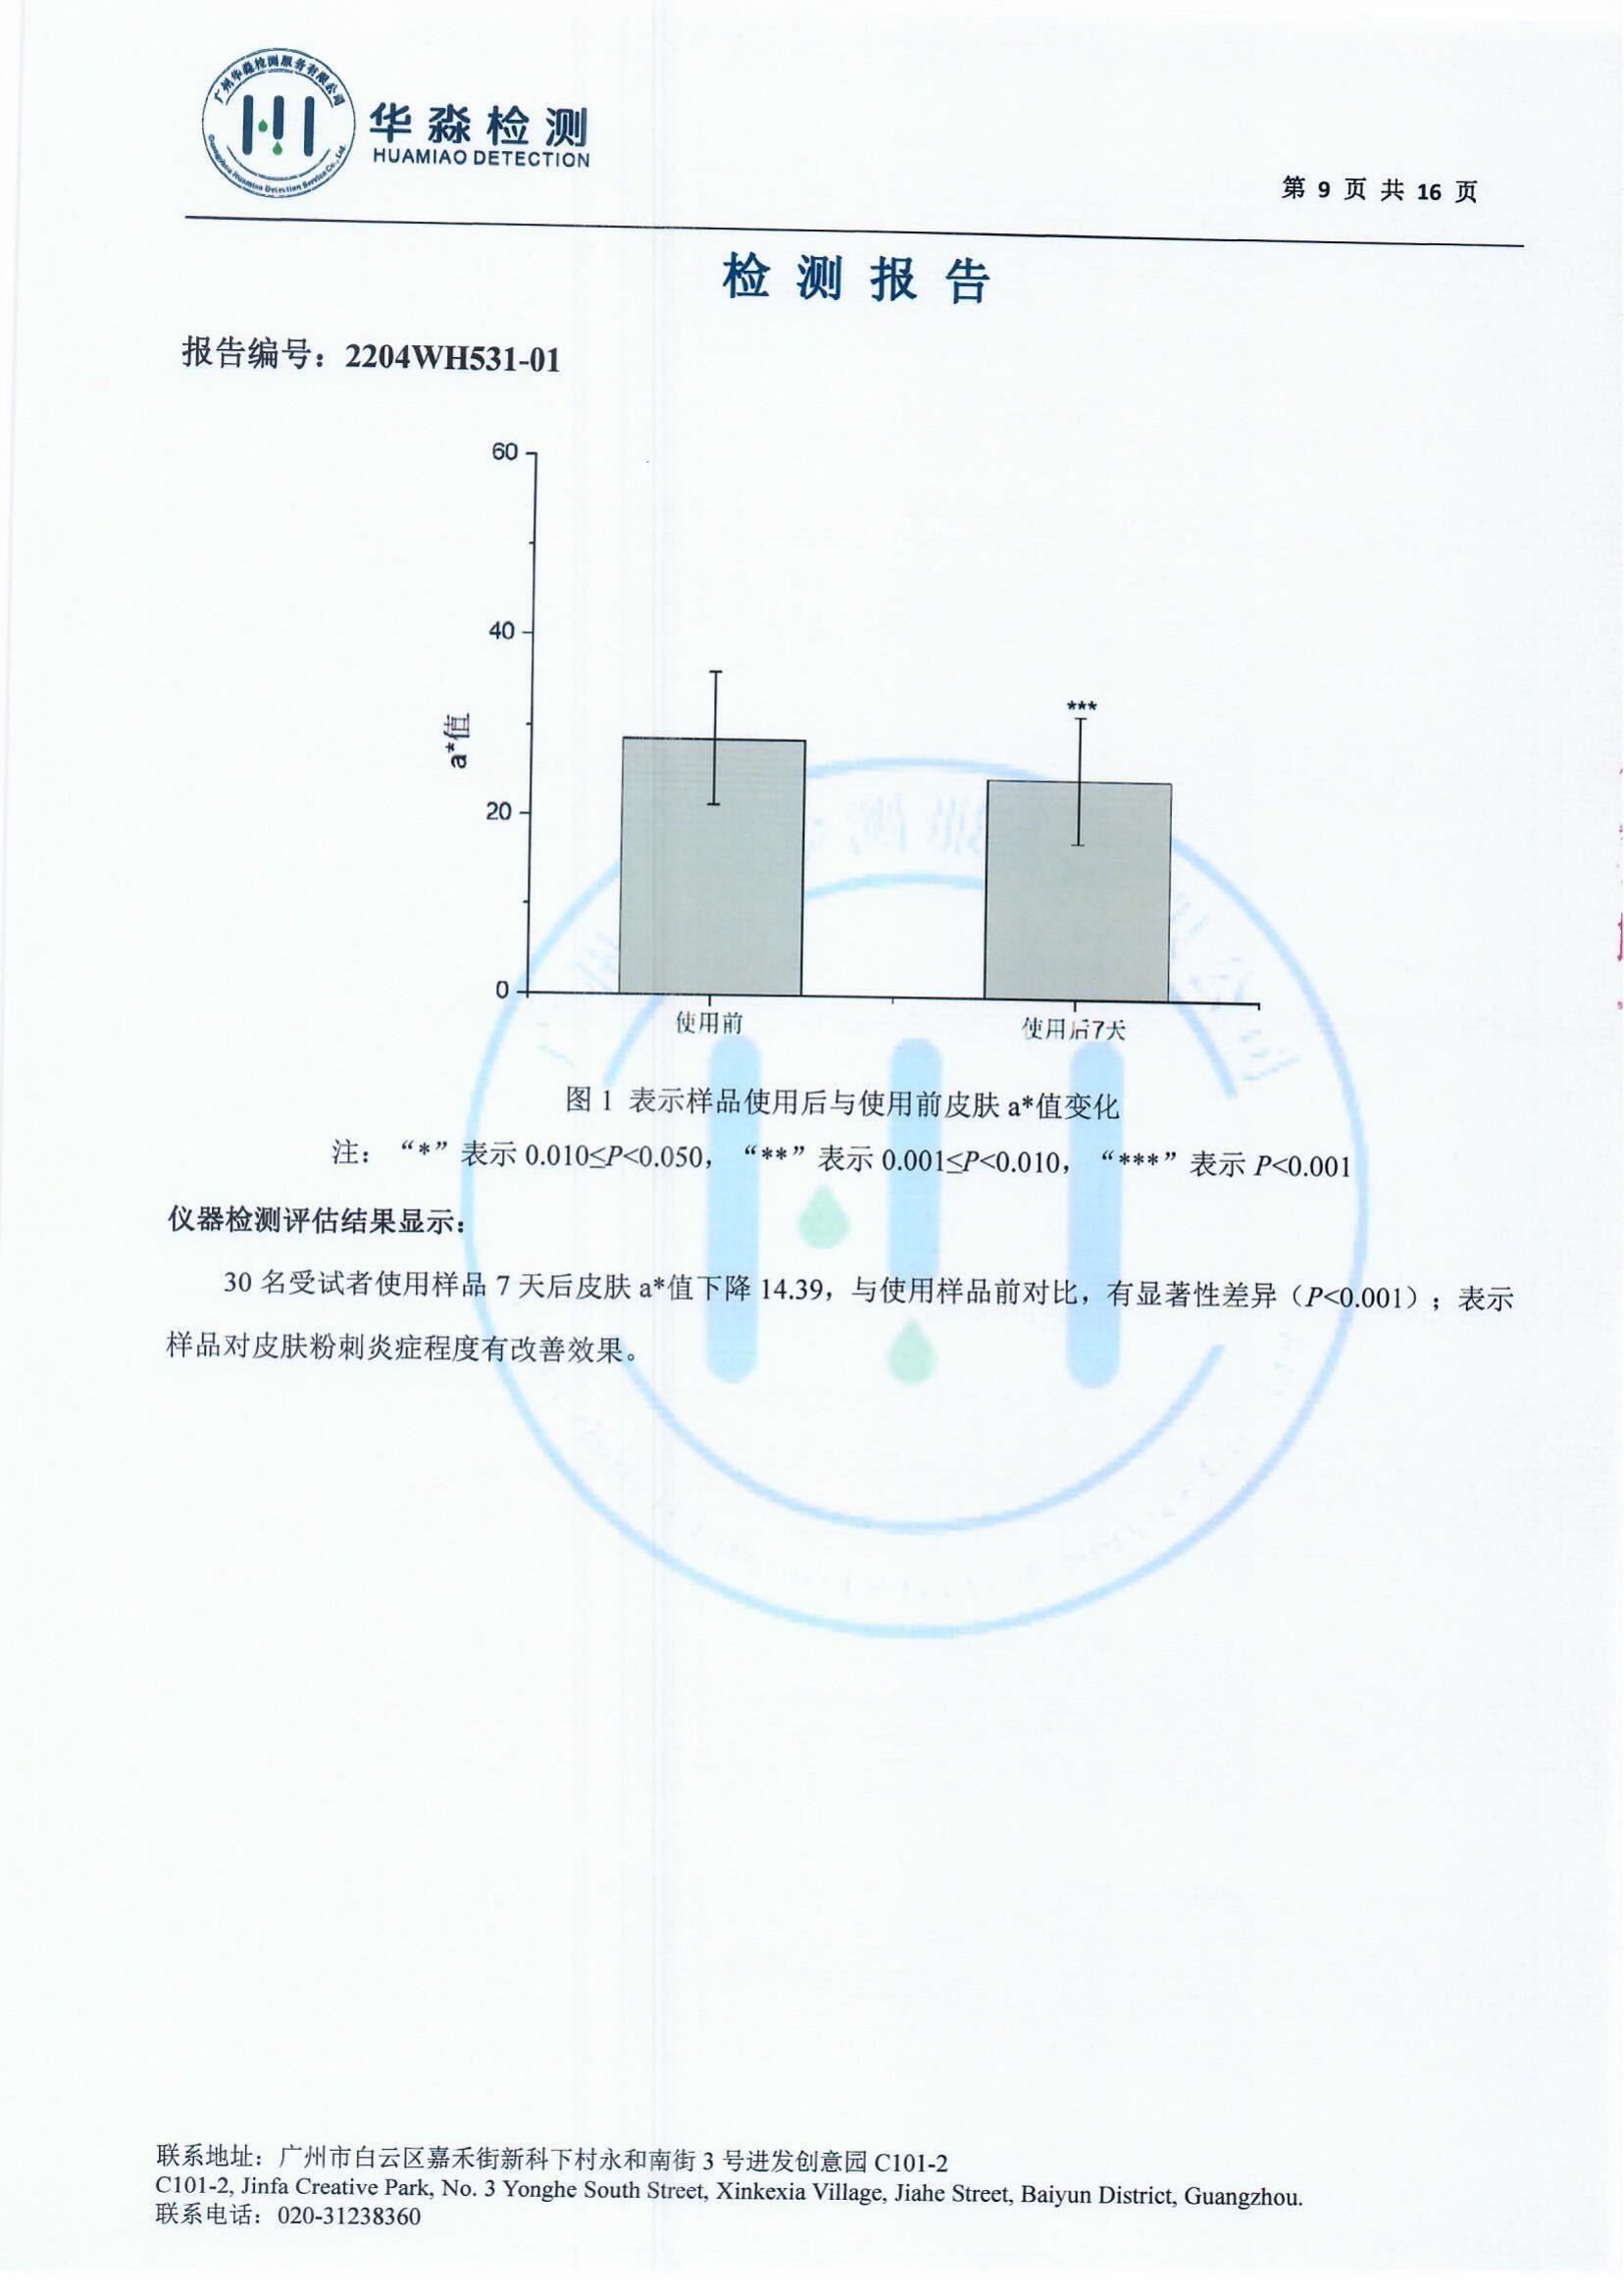 广州华淼检测服务有限公司
Guangzhou Huamiao Detection Service Co., Ltd.
华淼检测
HUAMIAO DETECTION
第 9 页 共 16 页
检测报告
报告编号：2204WH531-01
60
40
20
0
a*值
***
使用前
使用后7天
图 1 表示样品使用后与使用前皮肤 a*值变化
注：“*”表示 0.010≤P<0.050，“**”表示 0.001≤P<0.010，“***”表示 P<0.001
仪器检测评估结果显示：
30 名受试者使用样品 7 天后皮肤 a*值下降 14.39，与使用样品前对比，有显著性差异（P<0.001）；表示
样品对皮肤粉刺炎症程度有改善效果。
联系地址：广州市白云区嘉禾街新科下村永和南街 3 号进发创意园 C101-2
C101-2, Jinfa Creative Park, No. 3 Yonghe South Street, Xinkexia Village, Jiahe Street, Baiyun District, Guangzhou.
联系电话：020-31238360